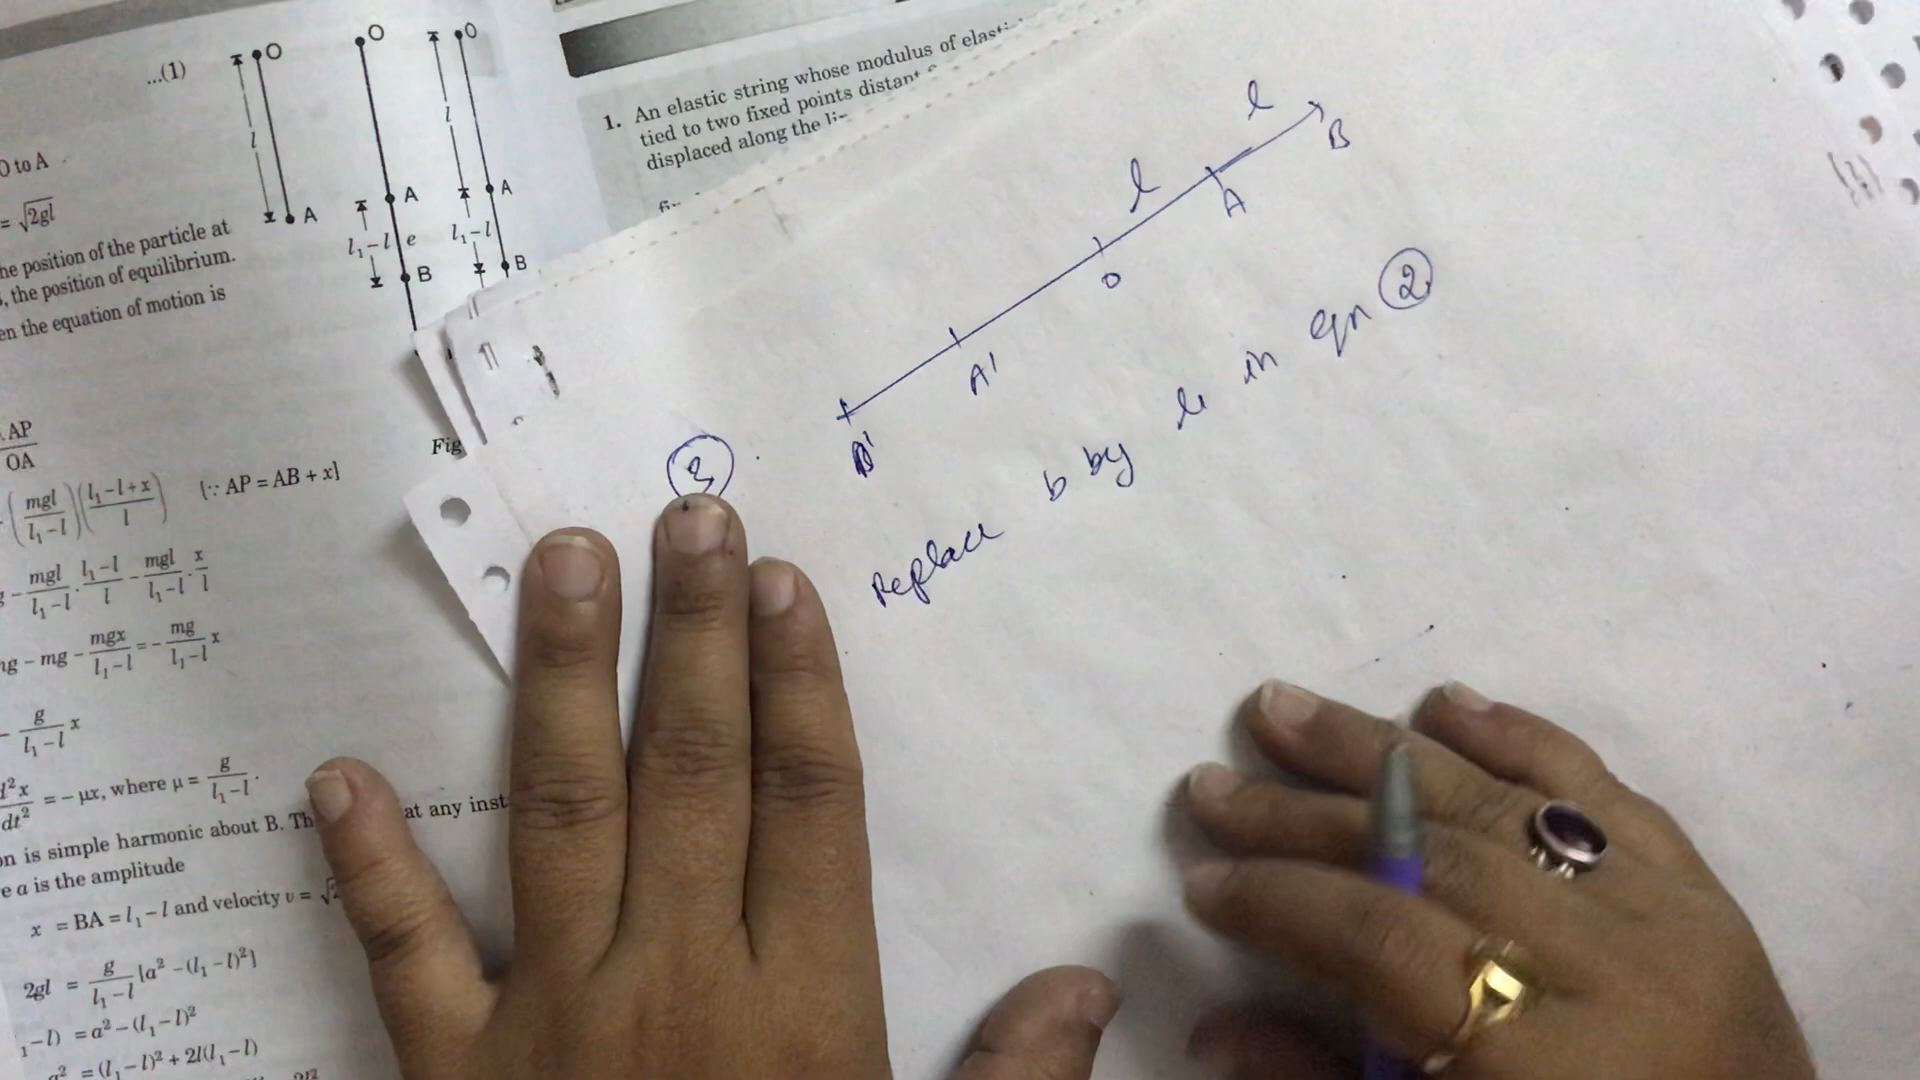 ...(1)
O
A
l
O
A
l₁ – l
e
B
O
l
A
l₁ – l
B
O to A
= √2gl
he position of the particle at
, the position of equilibrium.
en the equation of motion is
AP
OA
(mgl / l₁ – l) (l₁ – l + x / l) [∵ AP = AB + x]
– mgl / l₁ – l . l₁ – l / l – mgl / l₁ – l . x / l
g – mg – mgx / l₁ – l = – mg / l₁ – l x
– g / l₁ – l x
d²x / dt² = – μx, where μ = g / l₁ – l .
on is simple harmonic about B. Th at any inst
e a is the amplitude
x = BA = l₁ – l and velocity υ = √2
2gl = g / l₁ – l [a² – (l₁ – l)²]
₁ – l) = a² – (l₁ – l)²
a² = (l₁ – l)² + 2l(l₁ – l)
Fig
1. An elastic string whose modulus of elasti
tied to two fixed points distant
displaced along the li
l
B
l
A
O
A'
B'
3
Replace b by l in eqn 2